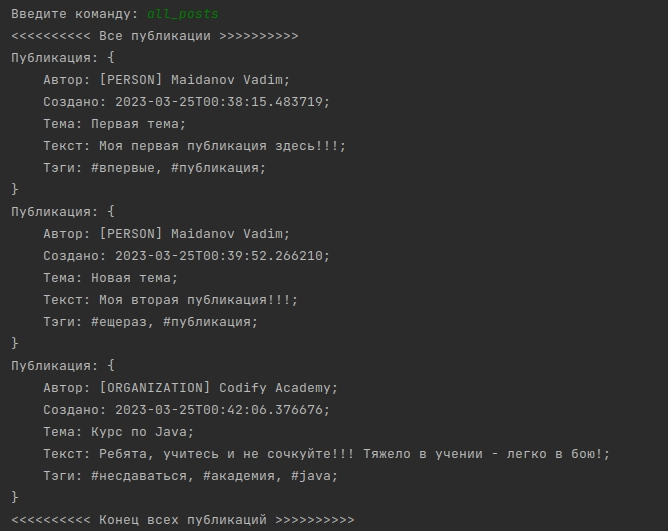 Введите команду: all_posts
<<<<<<<<<< Все публикации >>>>>>>>>>
Публикация: {
    Автор: [PERSON] Maidanov Vadim;
    Создано: 2023-03-25T00:38:15.483719;
    Тема: Первая тема;
    Текст: Моя первая публикация здесь!!!;
    Тэги: #впервые, #публикация;
}
Публикация: {
    Автор: [PERSON] Maidanov Vadim;
    Создано: 2023-03-25T00:39:52.266210;
    Тема: Новая тема;
    Текст: Моя вторая публикация!!!;
    Тэги: #ещераз, #публикация;
}
Публикация: {
    Автор: [ORGANIZATION] Codify Academy;
    Создано: 2023-03-25T00:42:06.376676;
    Тема: Курс по Java;
    Текст: Ребята, учитесь и не сочкуйте!!! Тяжело в учении - легко в бою!;
    Тэги: #несдаваться, #академия, #java;
}
<<<<<<<<<< Конец всех публикаций >>>>>>>>>>